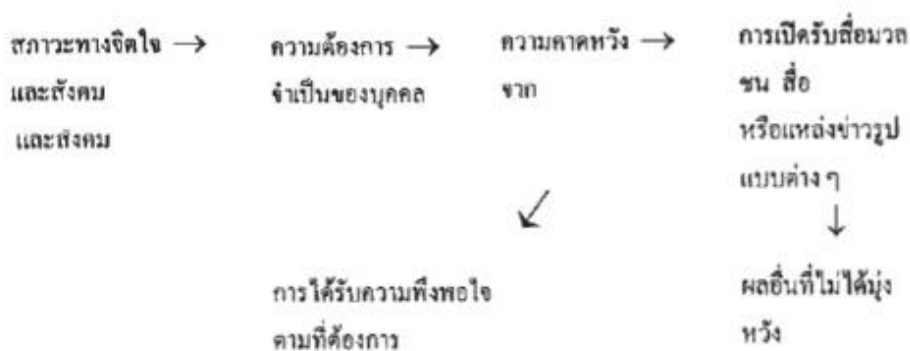 สภาวะทางจิตใจ →
และสังคม
และสังคม
ความต้องการ →
จำเป็นของบุคคล
ความคาดหวัง →
จาก
การเปิดรับสื่อมวล
ชน สื่อ
หรือแหล่งข่าวรูป
แบบต่าง ๆ
↙
↓
การได้รับความพึงพอใจ
ตามที่ต้องการ
ผลอื่นที่ไม่ได้มุ่ง
หวัง